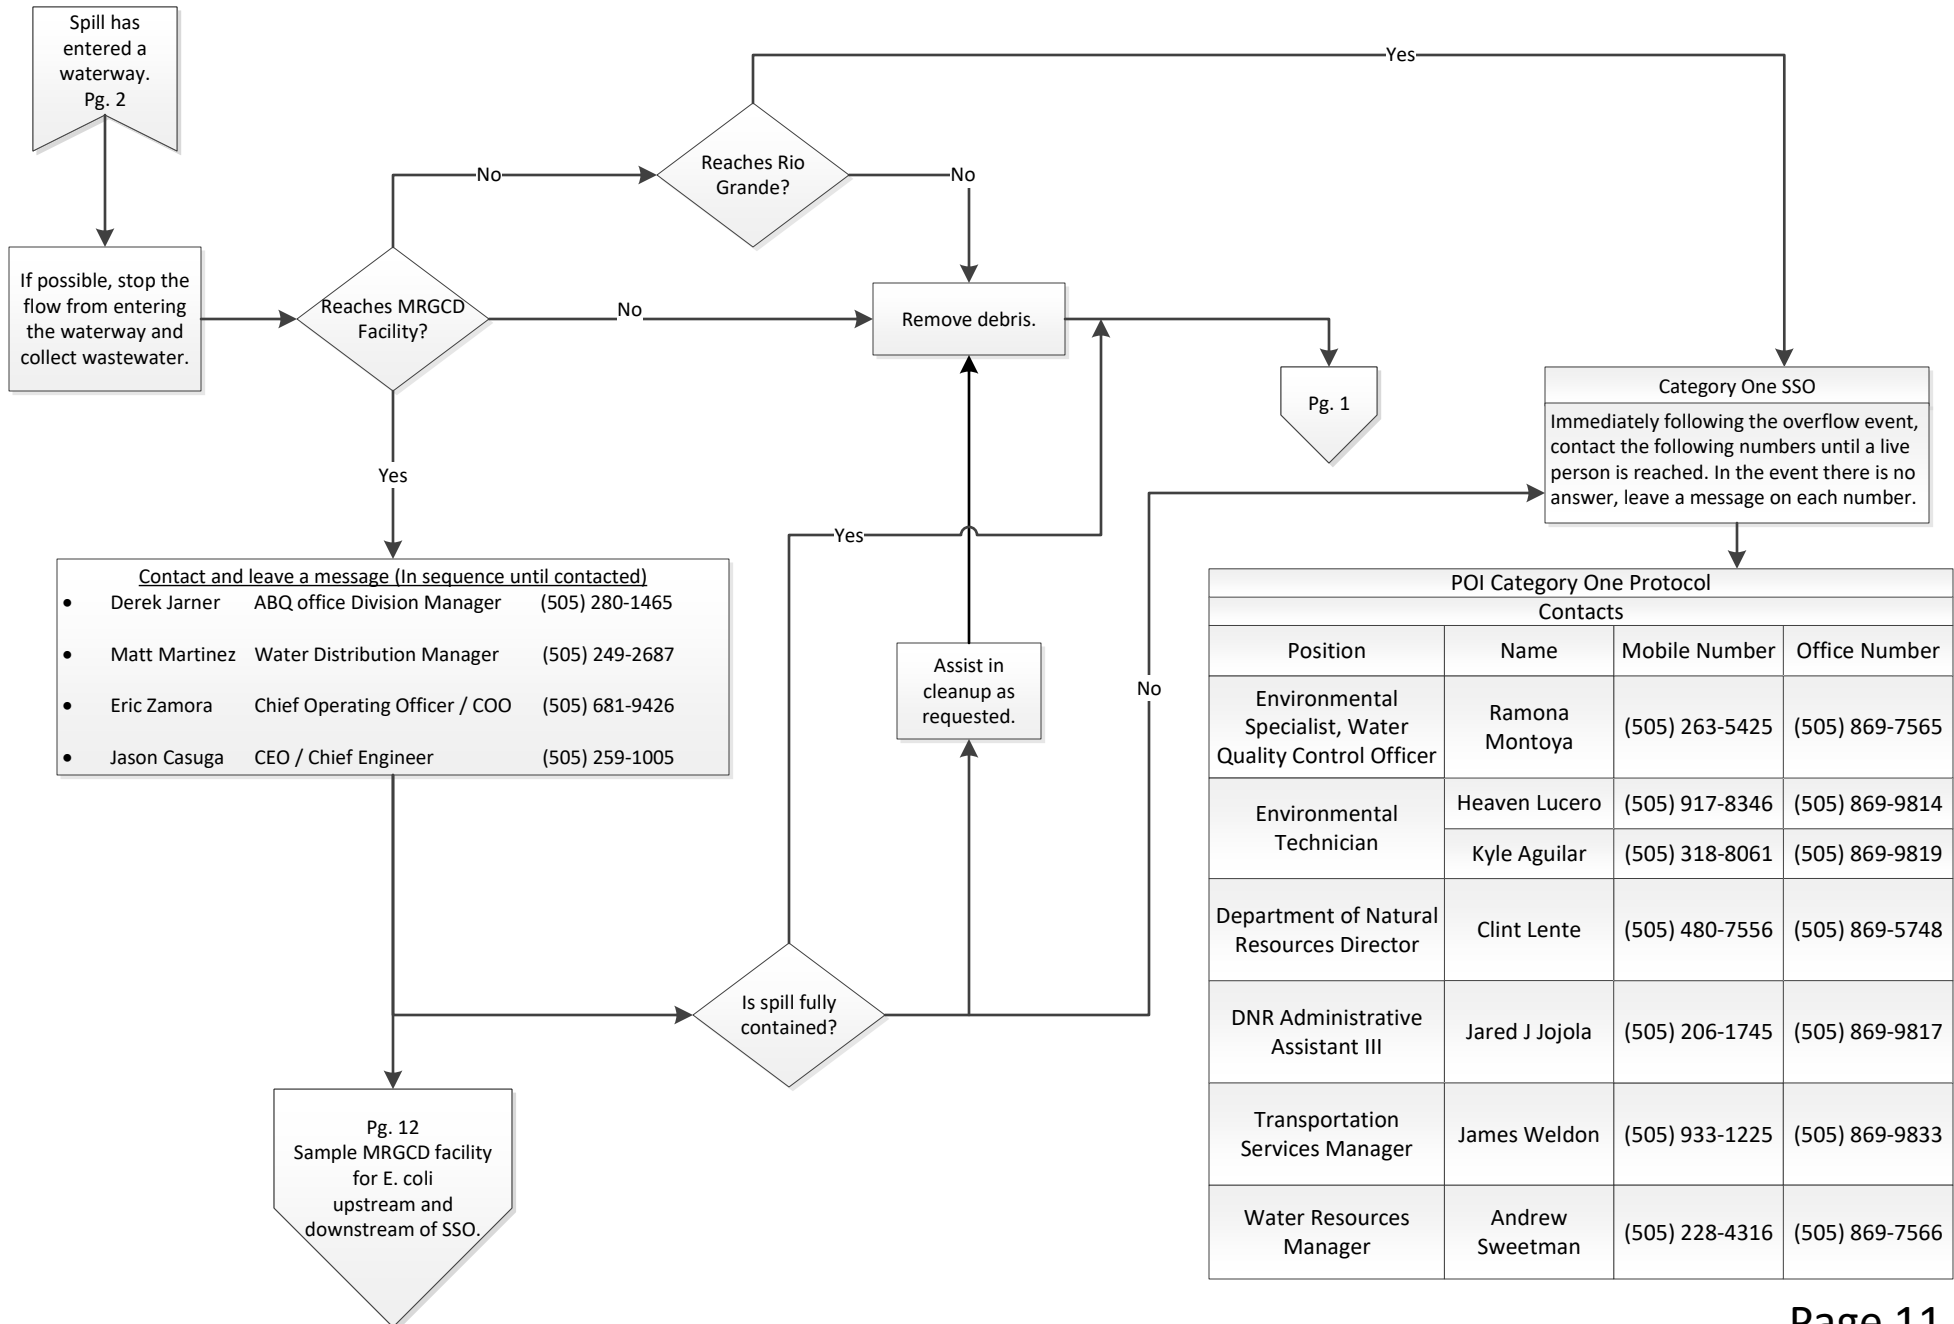 Spill has
entered a
waterway.
Pg. 2
If possible, stop the
flow from entering
the waterway and
collect wastewater.
Reaches MRGCD
Facility?
No
No
Yes
Reaches Rio
Grande?
No
Yes
Remove debris.
Pg. 1
Category One SSO
Immediately following the overflow event,
contact the following numbers until a live
person is reached. In the event there is no
answer, leave a message on each number.
Contact and leave a message (In sequence until contacted)
• Derek Jarner ABQ office Division Manager (505) 280-1465
• Matt Martinez Water Distribution Manager (505) 249-2687
• Eric Zamora Chief Operating Officer / COO (505) 681-9426
• Jason Casuga CEO / Chief Engineer (505) 259-1005
Yes
Assist in
cleanup as
requested.
No
Is spill fully
contained?
Pg. 12
Sample MRGCD facility
for E. coli
upstream and
downstream of SSO.
POI Category One Protocol
Contacts
Position Name Mobile Number Office Number
Environmental
Specialist, Water
Quality Control Officer
Ramona
Montoya
(505) 263-5425 (505) 869-7565
Environmental
Technician
Heaven Lucero (505) 917-8346 (505) 869-9814
Kyle Aguilar (505) 318-8061 (505) 869-9819
Department of Natural
Resources Director
Clint Lente (505) 480-7556 (505) 869-5748
DNR Administrative
Assistant III
Jared J Jojola (505) 206-1745 (505) 869-9817
Transportation
Services Manager
James Weldon (505) 933-1225 (505) 869-9833
Water Resources
Manager
Andrew
Sweetman
(505) 228-4316 (505) 869-7566
Page 11